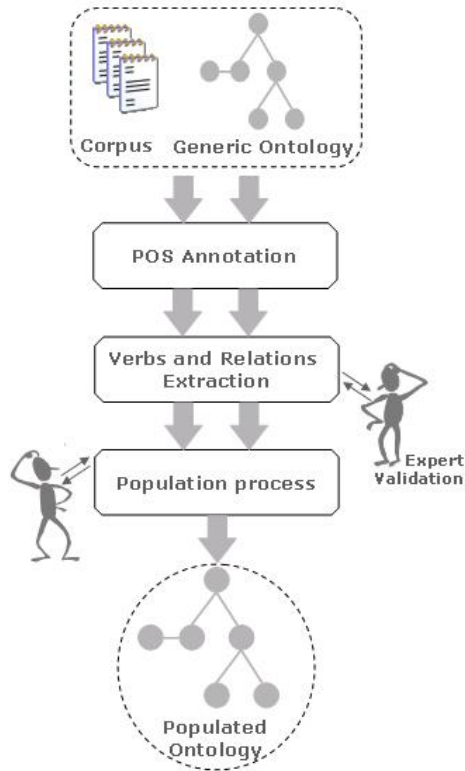 Corpus Generic Ontology
POS Annotation
Verbs and Relations
Extraction
Expert
Validation
Population process
Populated
Ontology